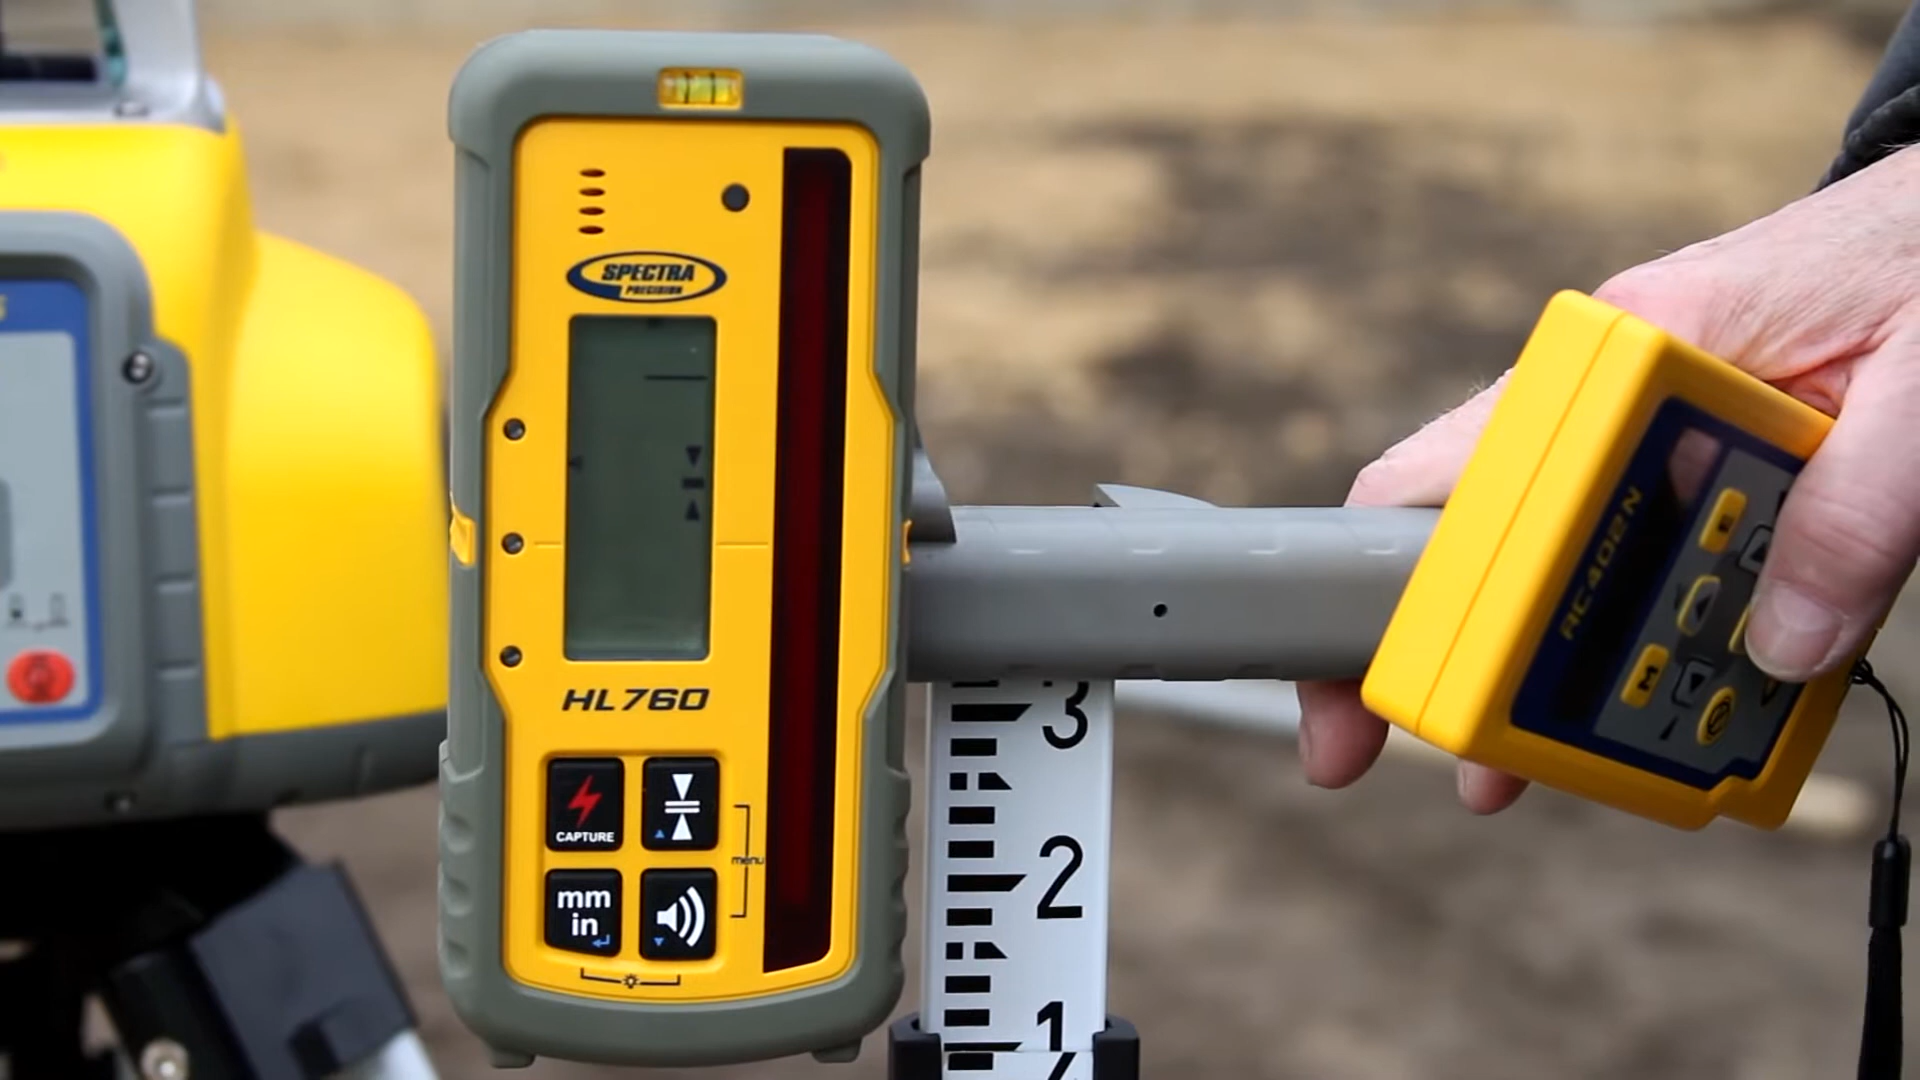 SPECTRA
PRECISION
HL760
CAPTURE
menu
mm
in
3
2
1
RC402N
E
M